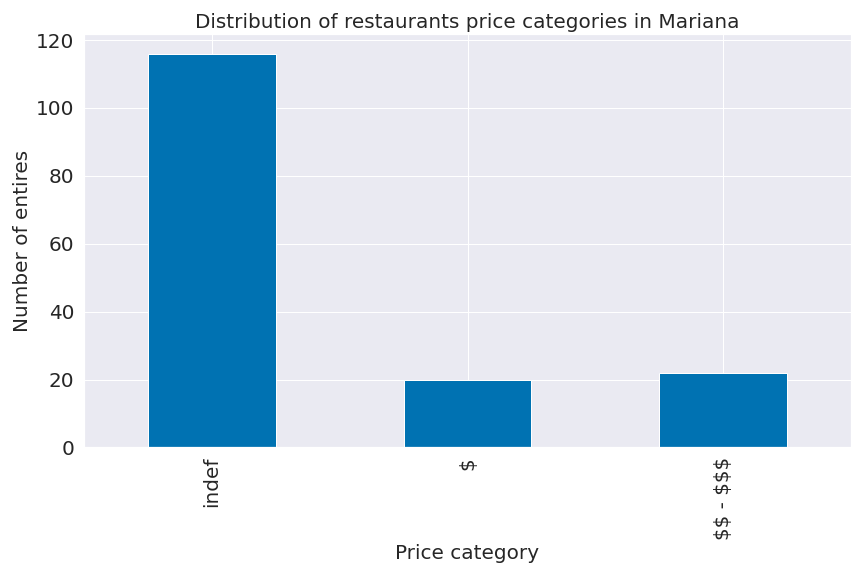 Distribution of restaurants price categories in Mariana
120
100
80
60
40
20
0
Number of entires
indef
$
$$ - $$$
Price category